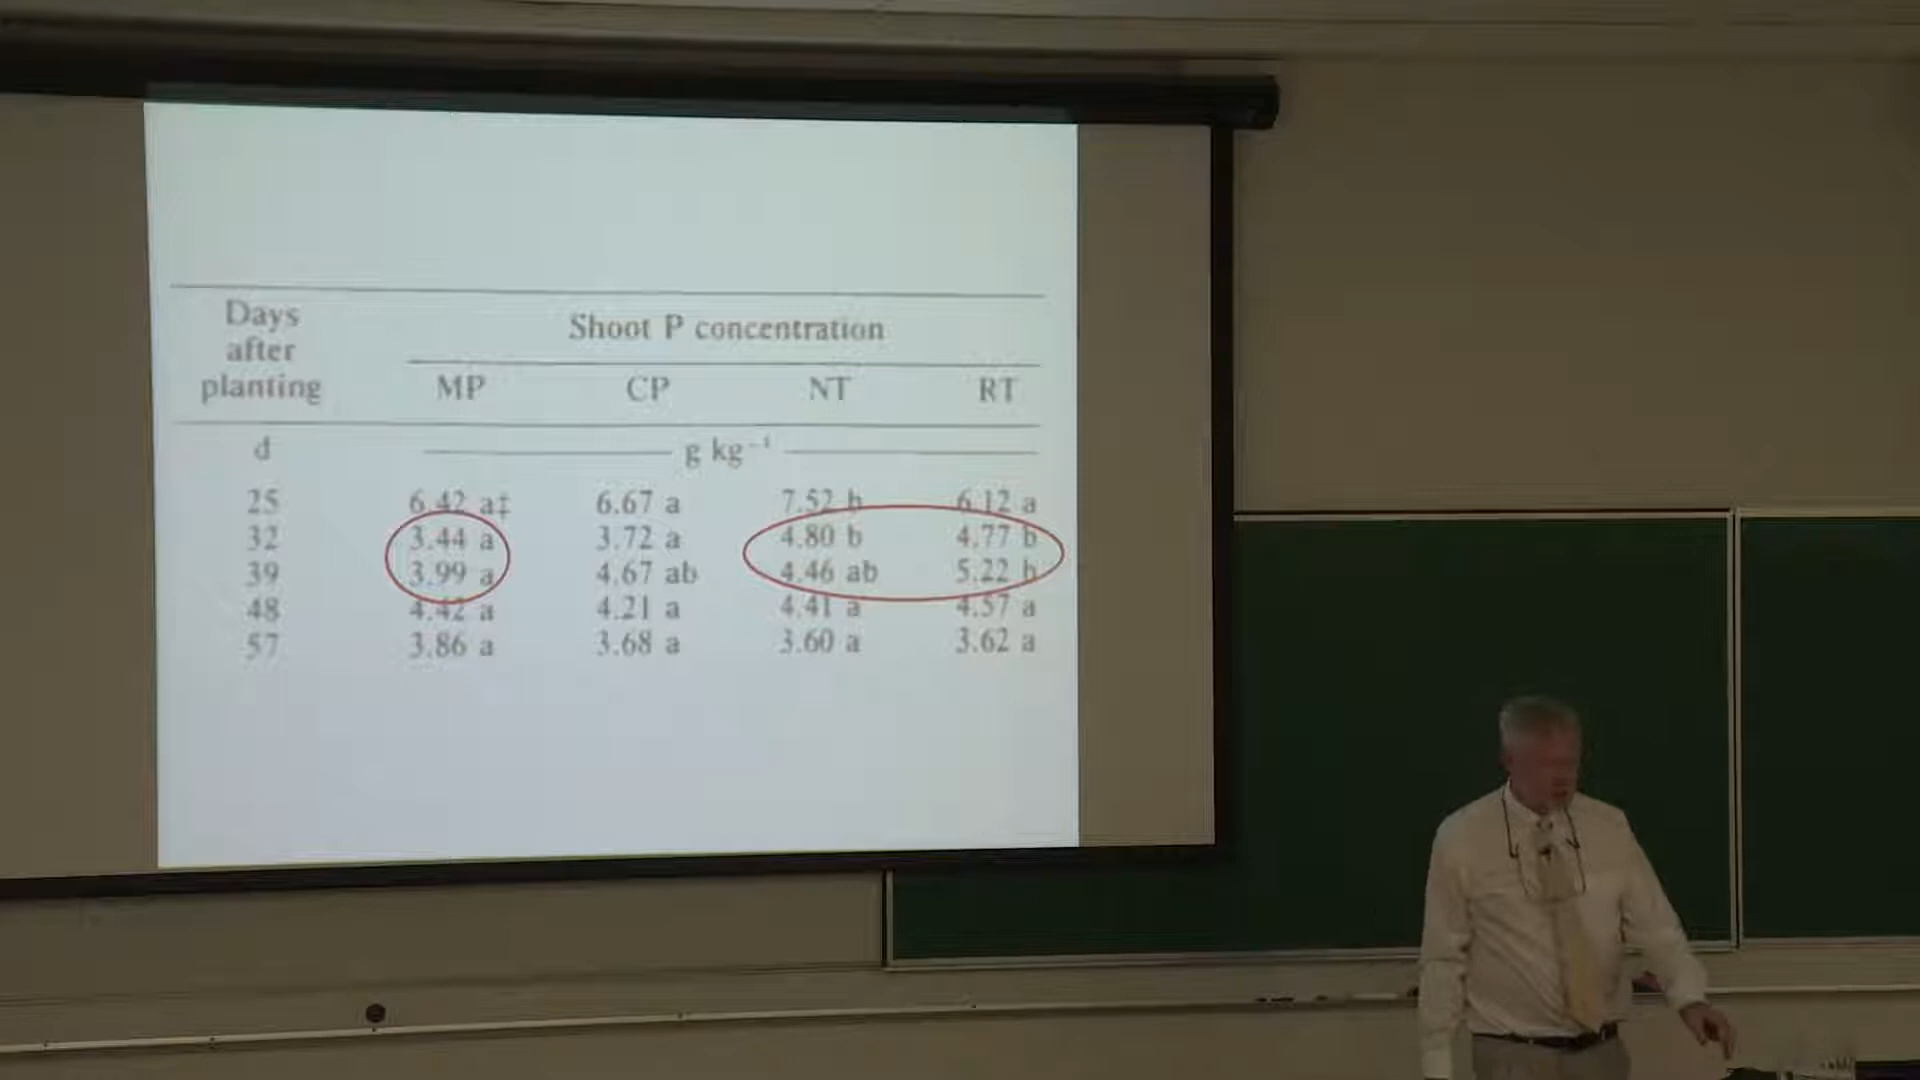 Days after planting
Shoot P concentration
MP CP NT RT
d g kg⁻¹
25 6.42 a‡ 6.67 a 7.52 b 6.12 a
32 3.44 a 3.72 a 4.80 b 4.77 b
39 3.99 a 4.67 ab 4.46 ab 5.22 b
48 4.42 a 4.21 a 4.41 a 4.57 a
57 3.86 a 3.68 a 3.60 a 3.62 a